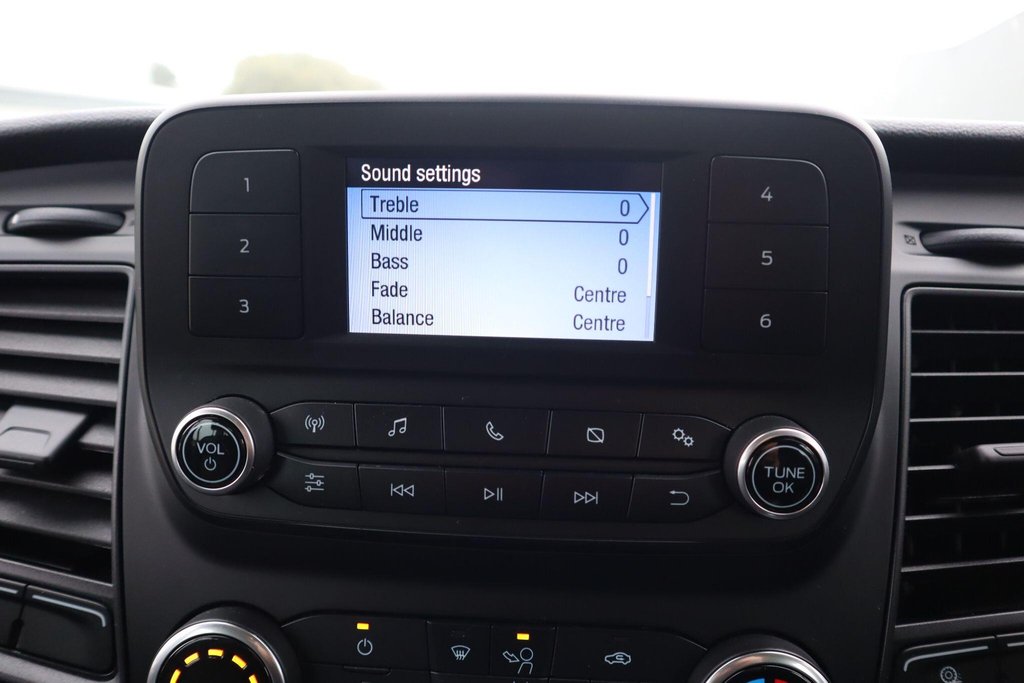 Sound settings
Treble 0
Middle 0
Bass 0
Fade Centre
Balance Centre
1
2
3
4
5
6
VOL
TUNE
OK